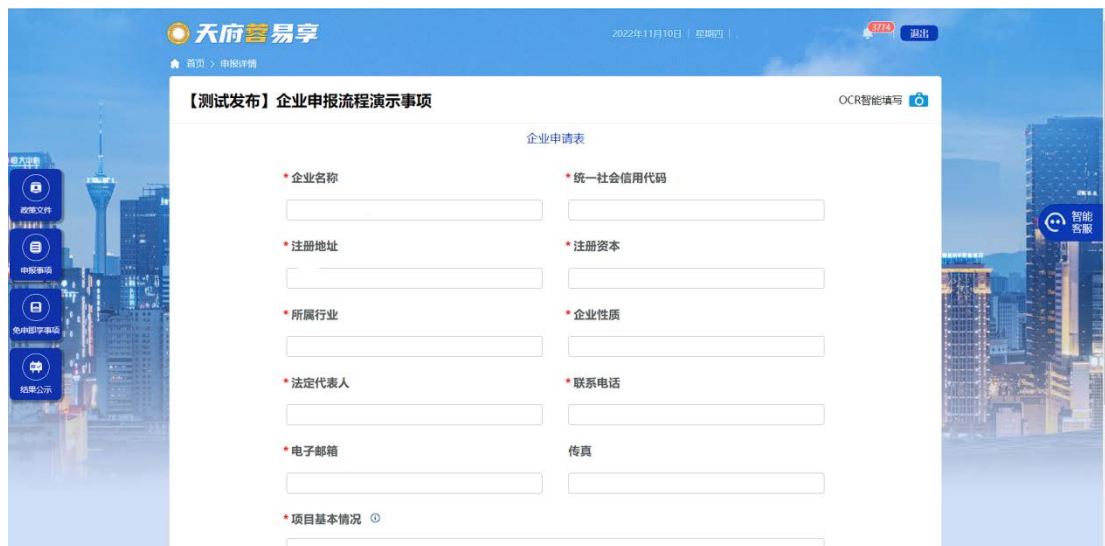 天府蓉易享
2022年11月10日 | 星期四 |
3774
退出
首页 > 申报详情
【测试发布】企业申报流程演示事项
OCR智能填写
企业申请表
* 企业名称
* 统一社会信用代码
* 注册地址
* 注册资本
* 所属行业
* 企业性质
* 法定代表人
* 联系电话
* 电子邮箱
传真
* 项目基本情况
政策文件
申报事项
免申即享事项
结果公示
智能
客服
恒大中心